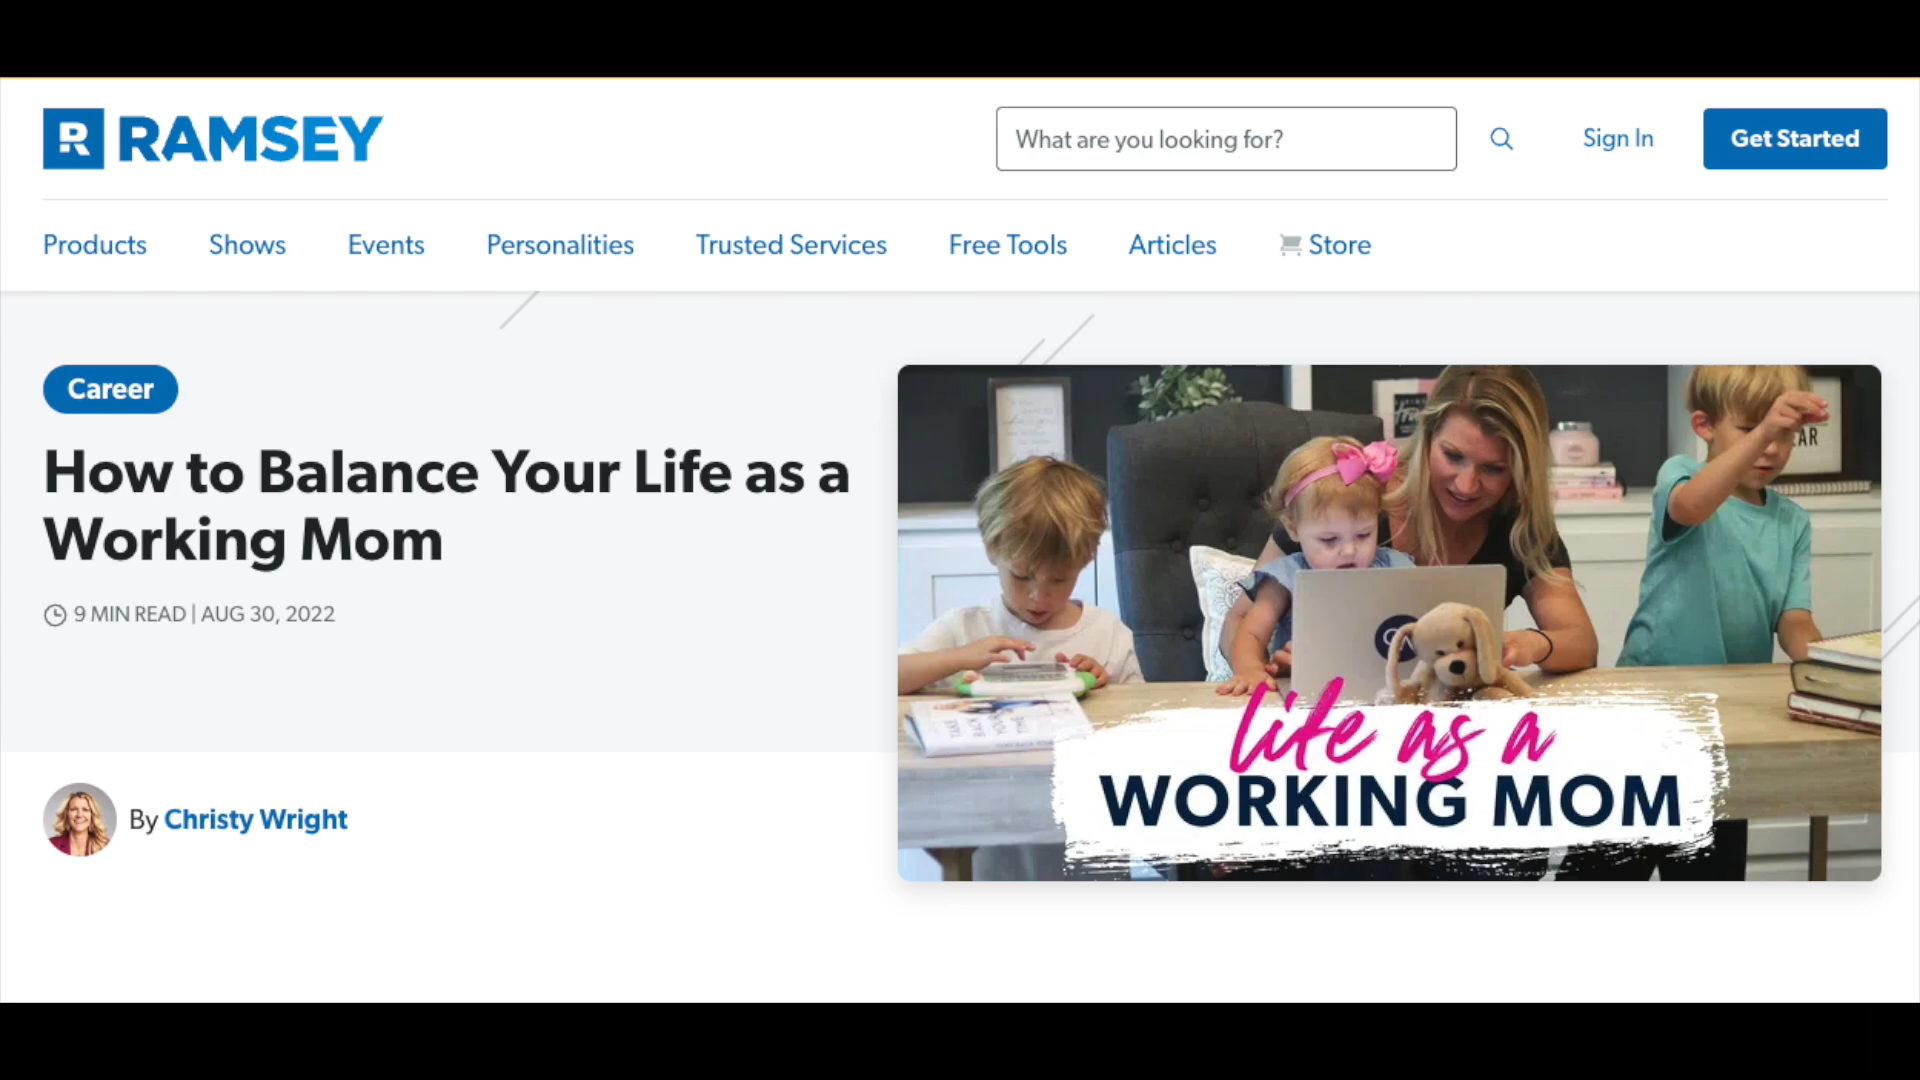 RAMSEY
What are you looking for?
Sign In
Get Started
Products
Shows
Events
Personalities
Trusted Services
Free Tools
Articles
Store
Career
How to Balance Your Life as a
Working Mom
9 MIN READ | AUG 30, 2022
By Christy Wright
life as a
WORKING MOM